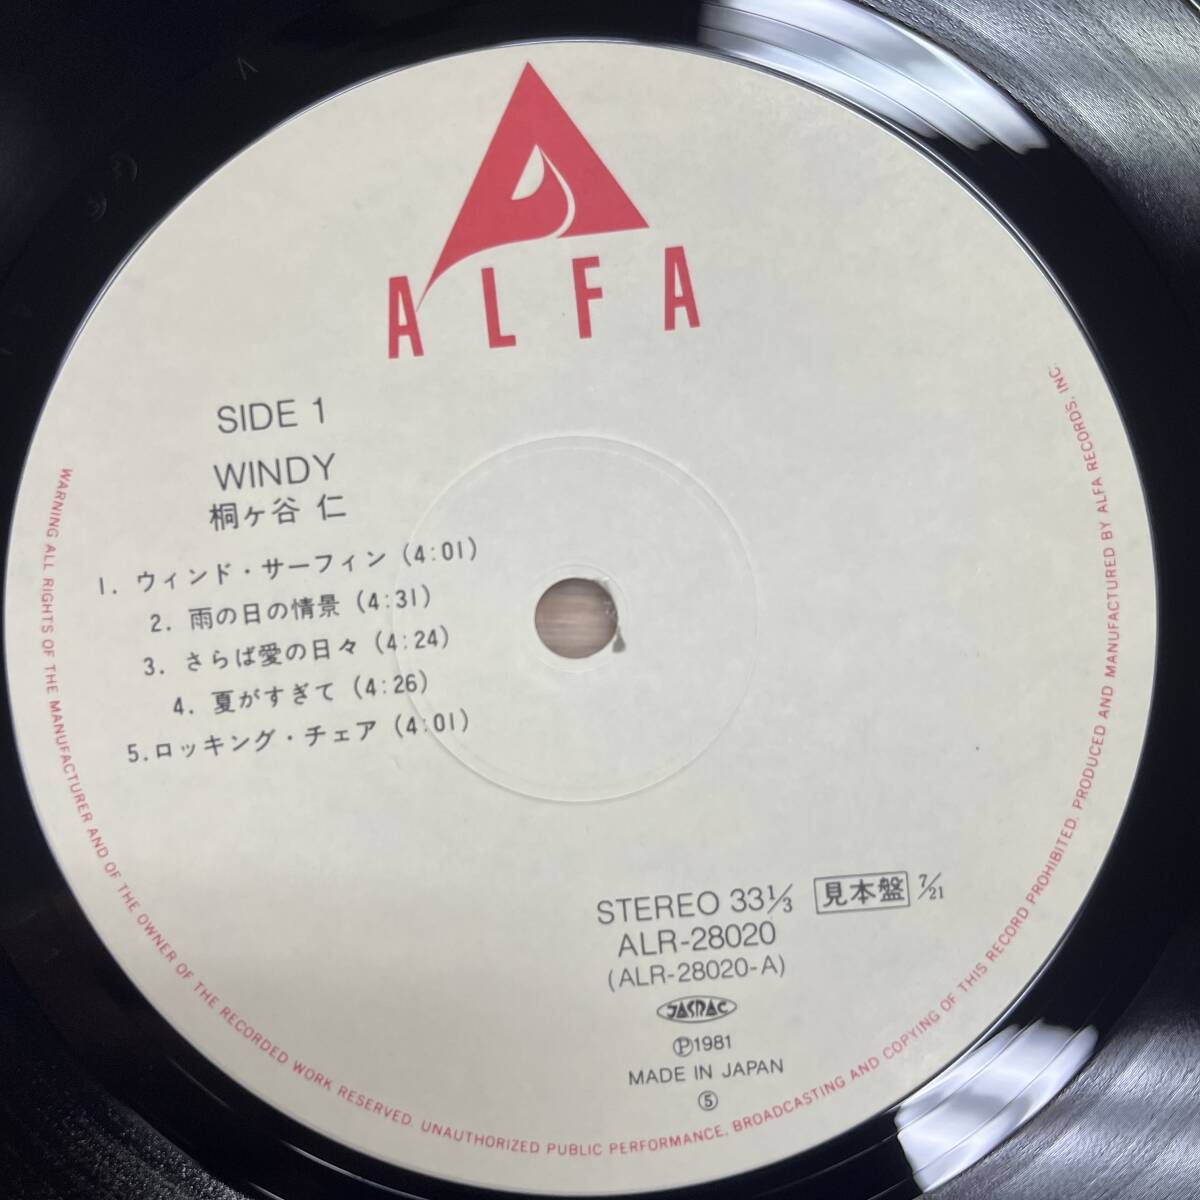 ALFA
SIDE 1
WINDY
桐ヶ谷 仁
1. ウィンド・サーフィン (4:01)
2. 雨の日の情景 (4:31)
3. さらば愛の日々 (4:24)
4. 夏がすぎて (4:26)
5. ロッキング・チェア (4:01)
STEREO 33⅓ 見本盤 7/21
ALR-28020
(ALR-28020-A)
JASRAC
Ⓟ1981
MADE IN JAPAN
⑤
WARNING ALL RIGHTS OF THE MANUFACTURER AND OF THE OWNER OF THE RECORDED WORK RESERVED. UNAUTHORIZED PUBLIC PERFORMANCE, BROADCASTING AND COPYING OF THIS RECORD PROHIBITED. PRODUCED AND MANUFACTURED BY ALFA RECORDS, INC.